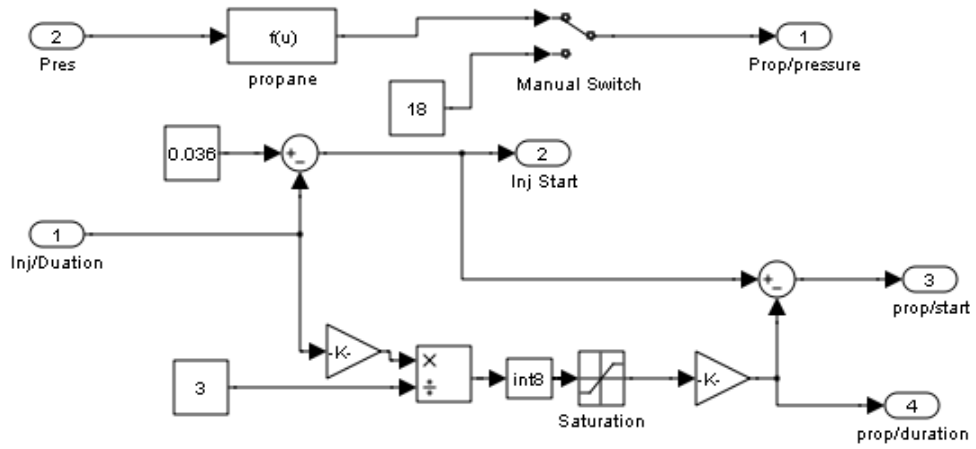 2
Pres
f(u)
propane
18
Manual Switch
1
Prop/pressure
0.036
+
-
2
Inj Start
1
Inj/Duation
+
-
3
prop/start
-K-
3
×
÷
int8
Saturation
-K-
4
prop/duration